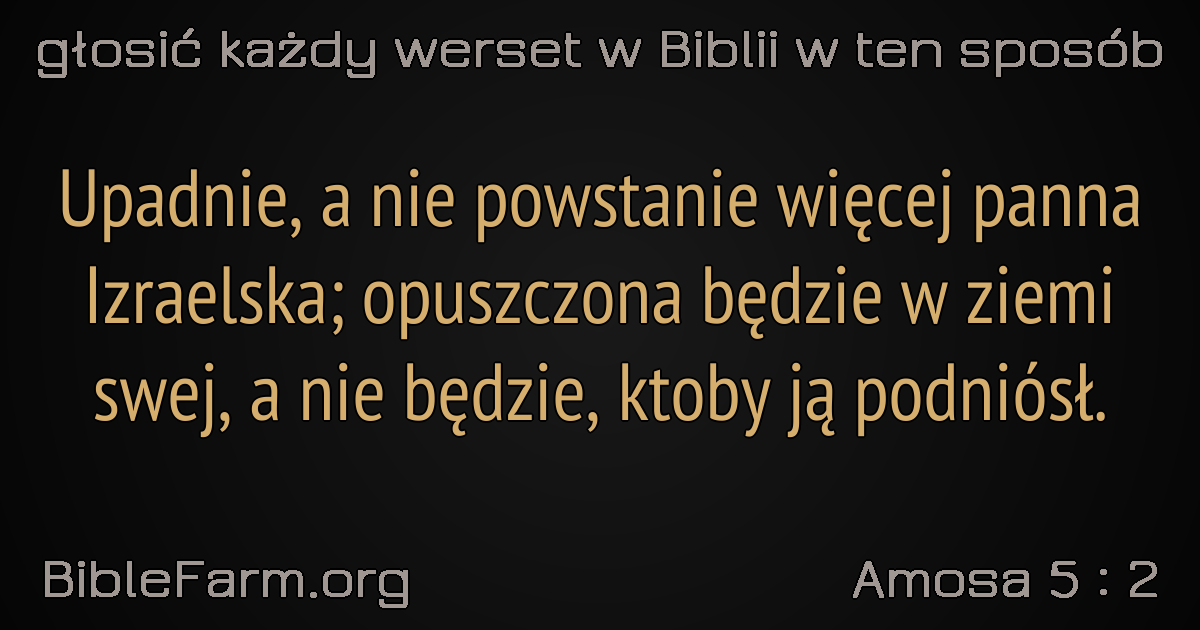 głosić każdy werset w Biblii w ten sposób
Upadnie, a nie powstanie więcej panna
Izraelska; opuszczona będzie w ziemi
swej, a nie będzie, ktoby ją podniósł.
BibleFarm.org
Amosa 5 : 2